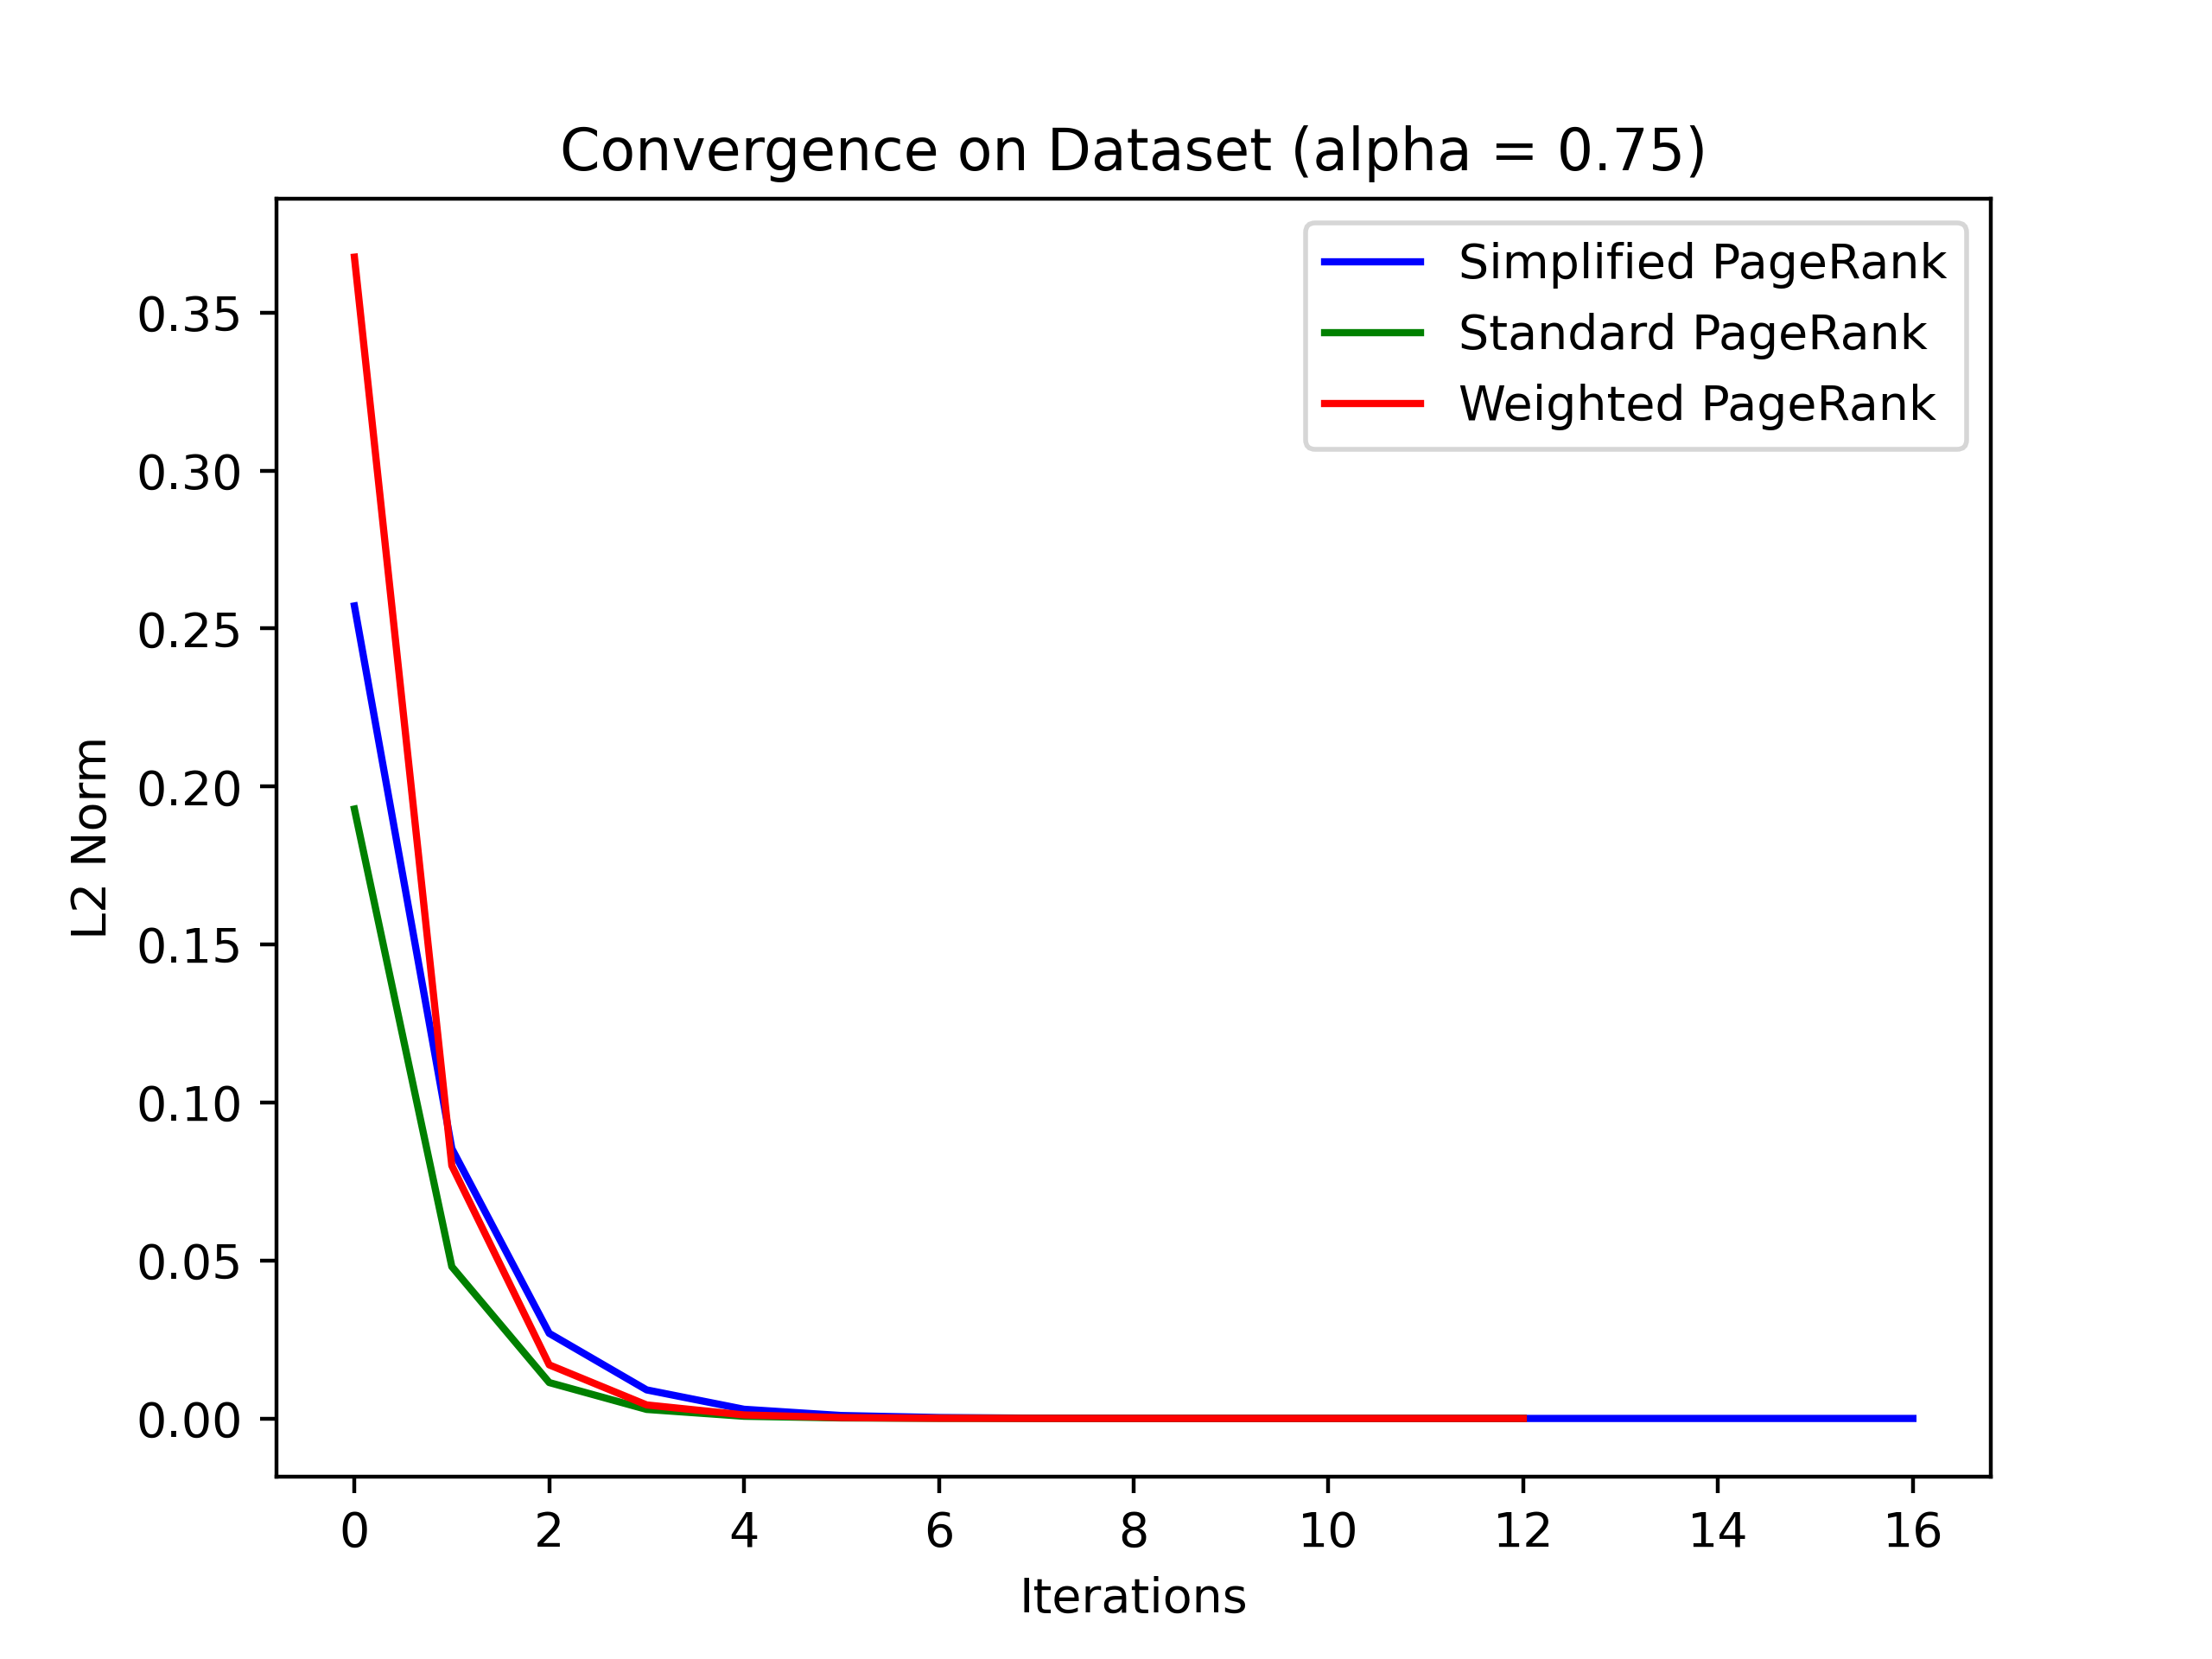 Convergence on Dataset (alpha = 0.75)
Simplified PageRank
Standard PageRank
Weighted PageRank
L2 Norm
0.35
0.30
0.25
0.20
0.15
0.10
0.05
0.00
0 2 4 6 8 10 12 14 16
Iterations